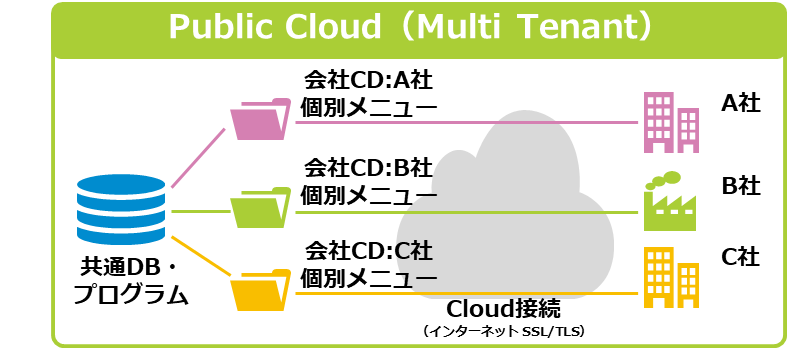 Public Cloud（Multi Tenant）
会社CD:A社
個別メニュー
A社
会社CD:B社
個別メニュー
B社
会社CD:C社
個別メニュー
C社
共通DB・
プログラム
Cloud接続
（インターネット SSL/TLS）